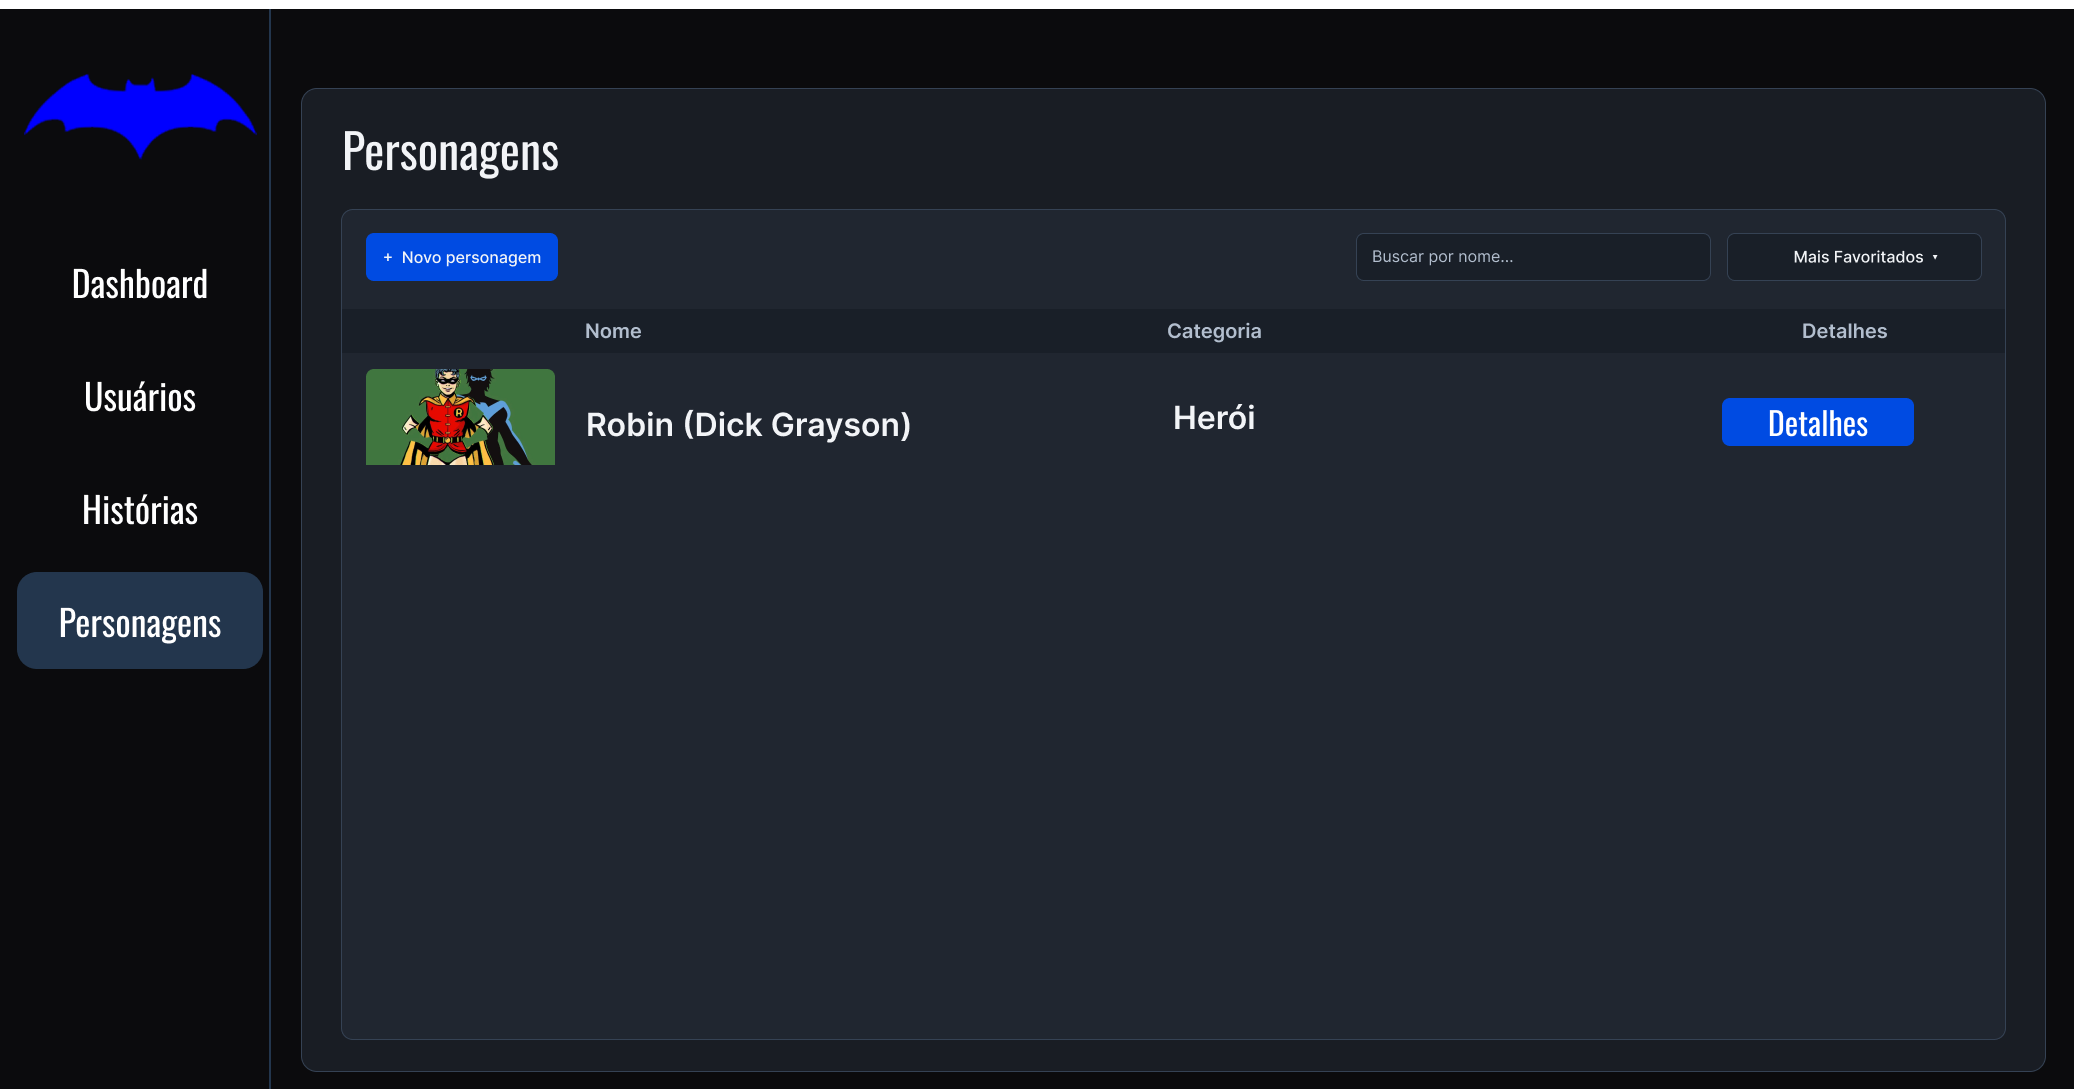 Dashboard
Usuários
Histórias
Personagens
Personagens
+ Novo personagem
Buscar por nome...
Mais Favoritados ▾
Nome Categoria Detalhes
R
Robin (Dick Grayson) Herói Detalhes